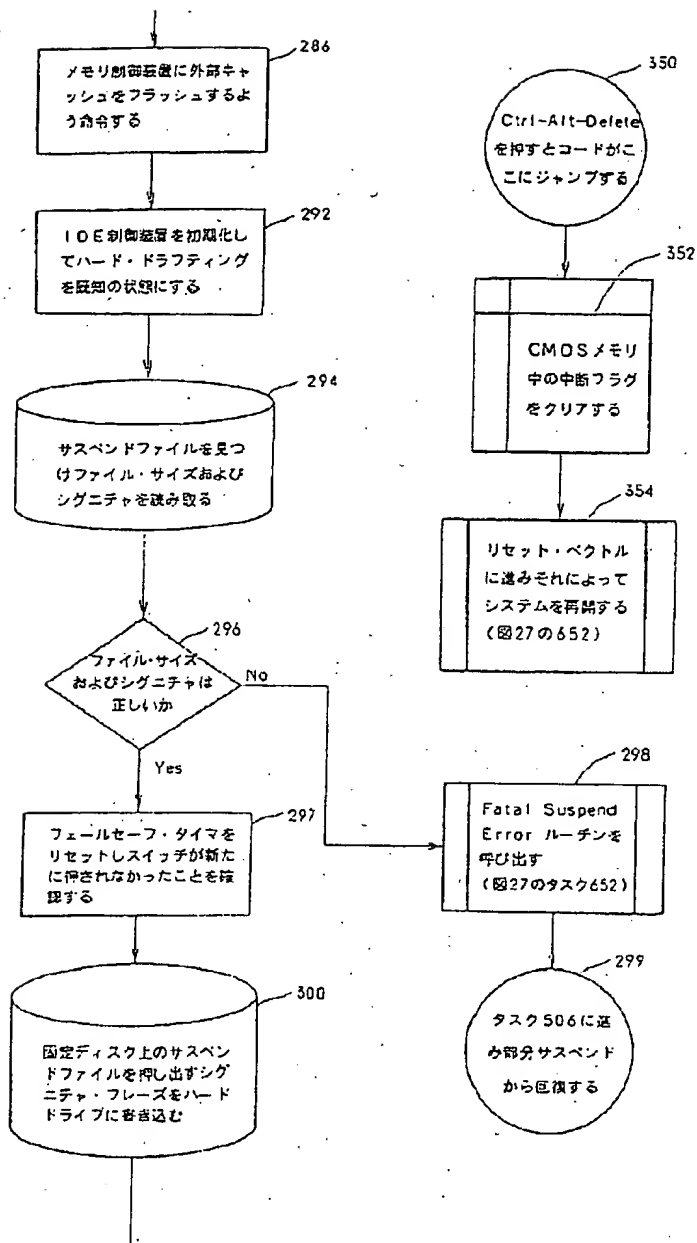 286
メモリ制御装置に外部キャ
ッシュをフラッシュするよ
う命令する
292
IDE制御装置を初期化し
てハード・ドラフティング
を既知の状態にする
294
サスペンドファイルを見つ
けファイル・サイズおよび
シグニチャを読み取る
296
ファイル・サイズ
およびシグニチャは
正しいか
No
Yes
297
フェールセーフ・タイマを
リセットしスイッチが新た
に押されなかったことを確
認する
300
固定ディスク上のサスペン
ドファイルを押し出すシグ
ニチャ・フレーズをハード
ドライブに書き込む
350
Ctrl-Alt-Delete
を押すとコードがこ
こにジャンプする
352
CMOSメモリ
中の中断フラグ
をクリアする
354
リセット・ベクトル
に進みそれによって
システムを再開する
(図27の652)
298
Fatal Suspend
Error ルーチンを
呼び出す
(図27のタスク652)
299
タスク506に進
み部分サスペンド
から回復する